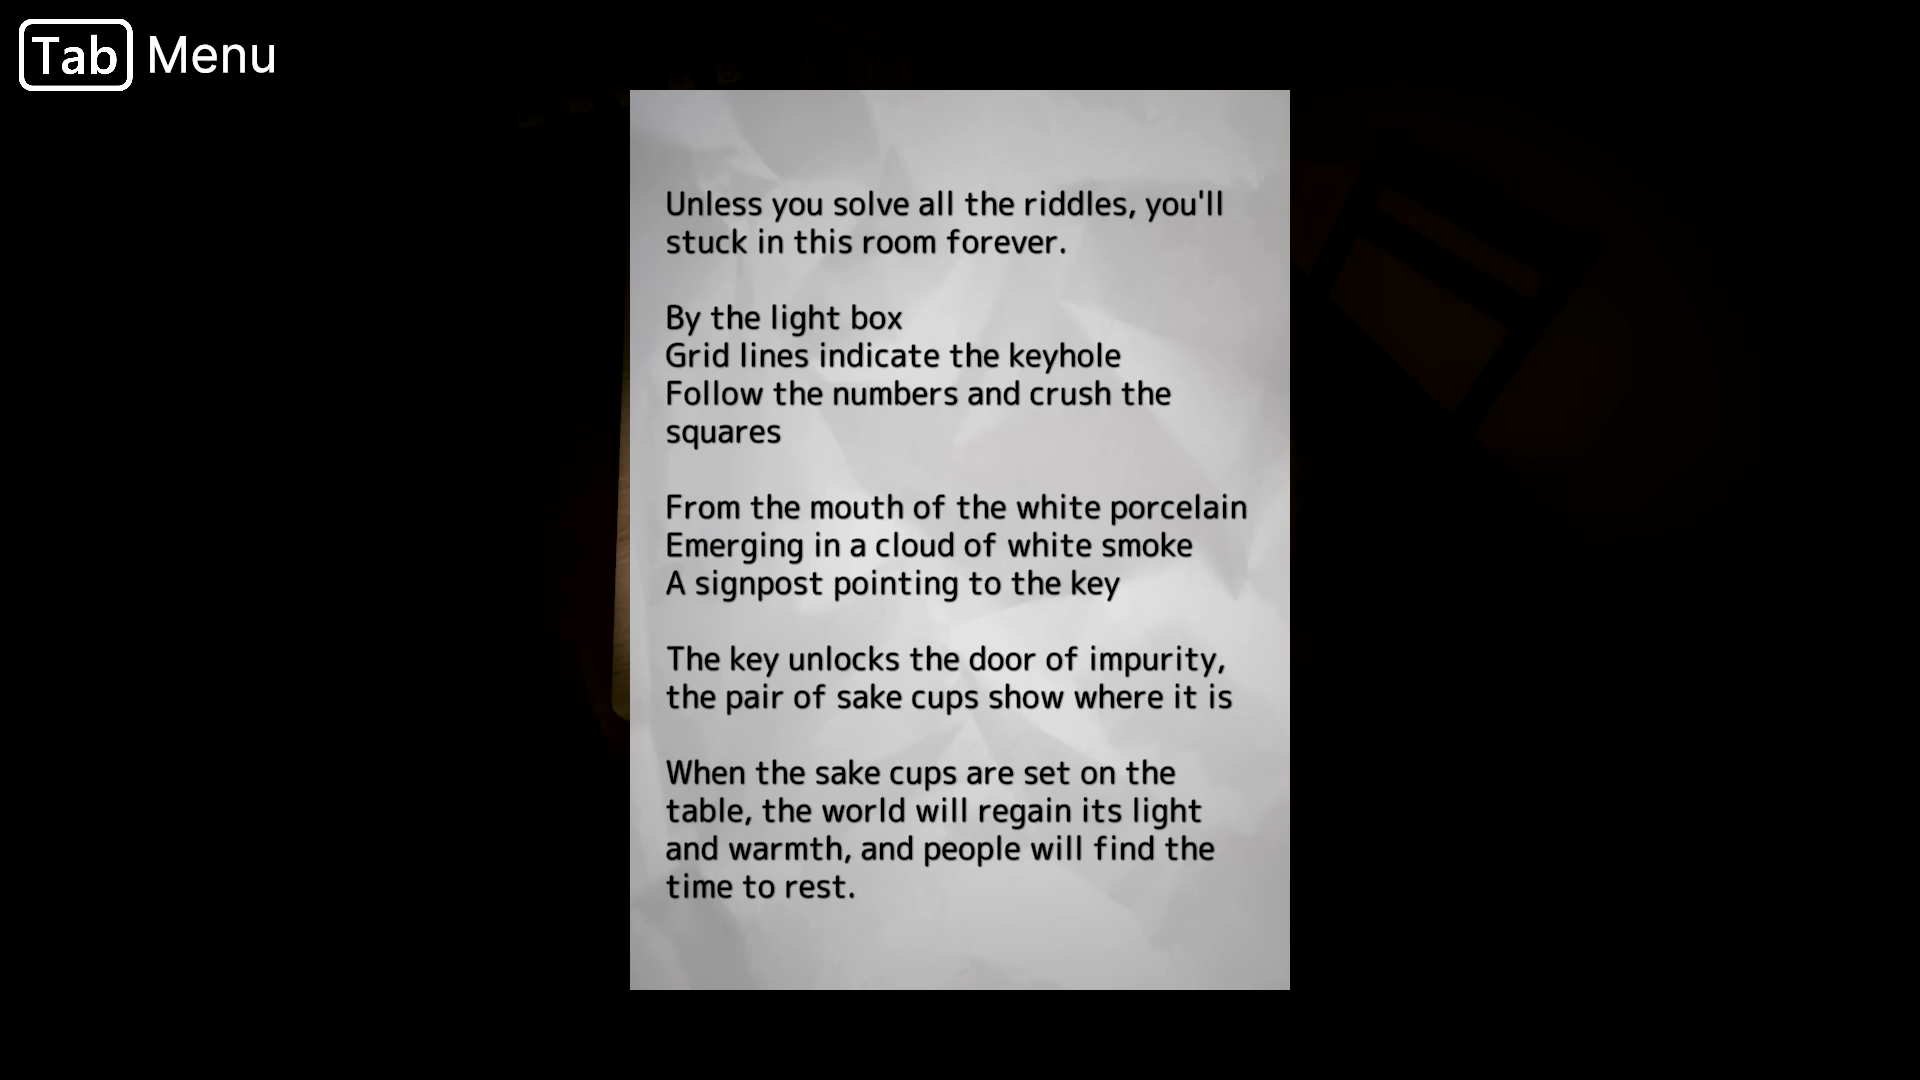 Tab Menu
Unless you solve all the riddles, you'll
stuck in this room forever.
By the light box
Grid lines indicate the keyhole
Follow the numbers and crush the
squares
From the mouth of the white porcelain
Emerging in a cloud of white smoke
A signpost pointing to the key
The key unlocks the door of impurity,
the pair of sake cups show where it is
When the sake cups are set on the
table, the world will regain its light
and warmth, and people will find the
time to rest.